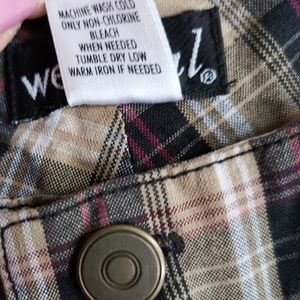 MACHINE WASH COLD
ONLY NON-CHLORINE
BLEACH
WHEN NEEDED
TUMBLE DRY LOW
WARM IRON IF NEEDED
®